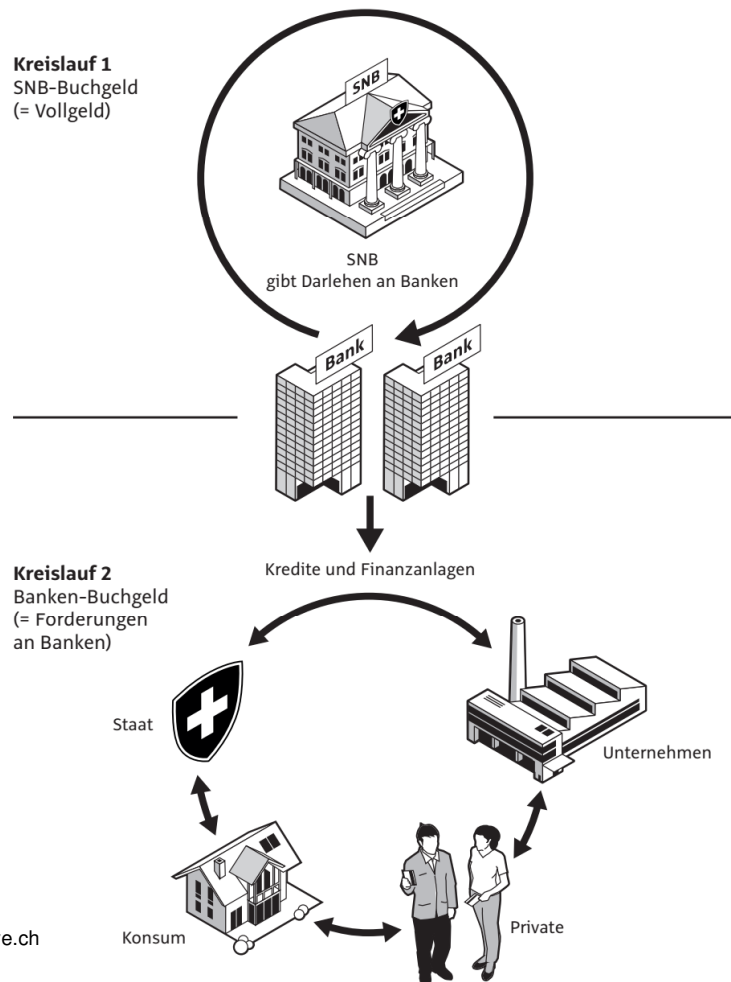 Kreislauf 1
SNB-Buchgeld
(= Vollgeld)
SNB
SNB
gibt Darlehen an Banken
Bank
Bank
Kredite und Finanzanlagen
Kreislauf 2
Banken-Buchgeld
(= Forderungen
an Banken)
Staat
Unternehmen
Konsum
Private
e.ch